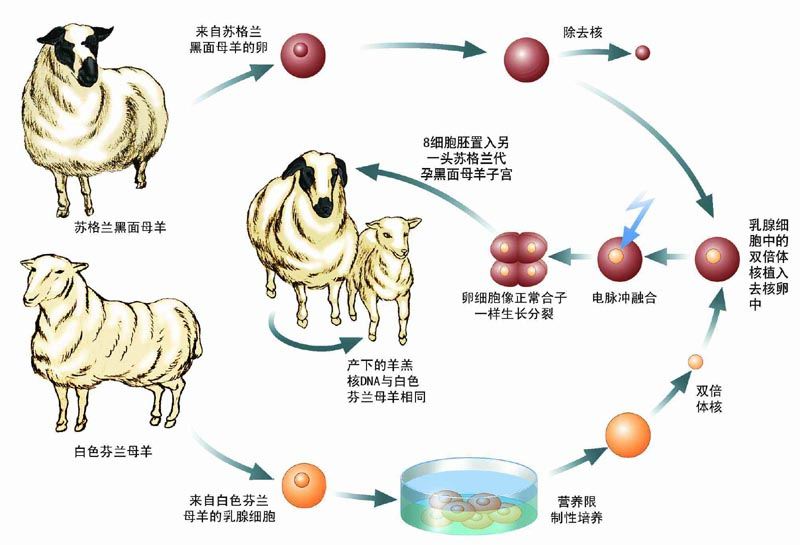 来自苏格兰
黑面母羊的卵
除去核
苏格兰黑面母羊
8细胞胚置入另
一头苏格兰代
孕黑面母羊子宫
乳腺细
胞中的
双倍体
核植入
去核卵
中
电脉冲融合
卵细胞像正常合子
一样生长分裂
产下的羊羔
核DNA与白色
芬兰母羊相同
白色芬兰母羊
双倍
体核
来自白色芬兰
母羊的乳腺细胞
营养限
制性培养